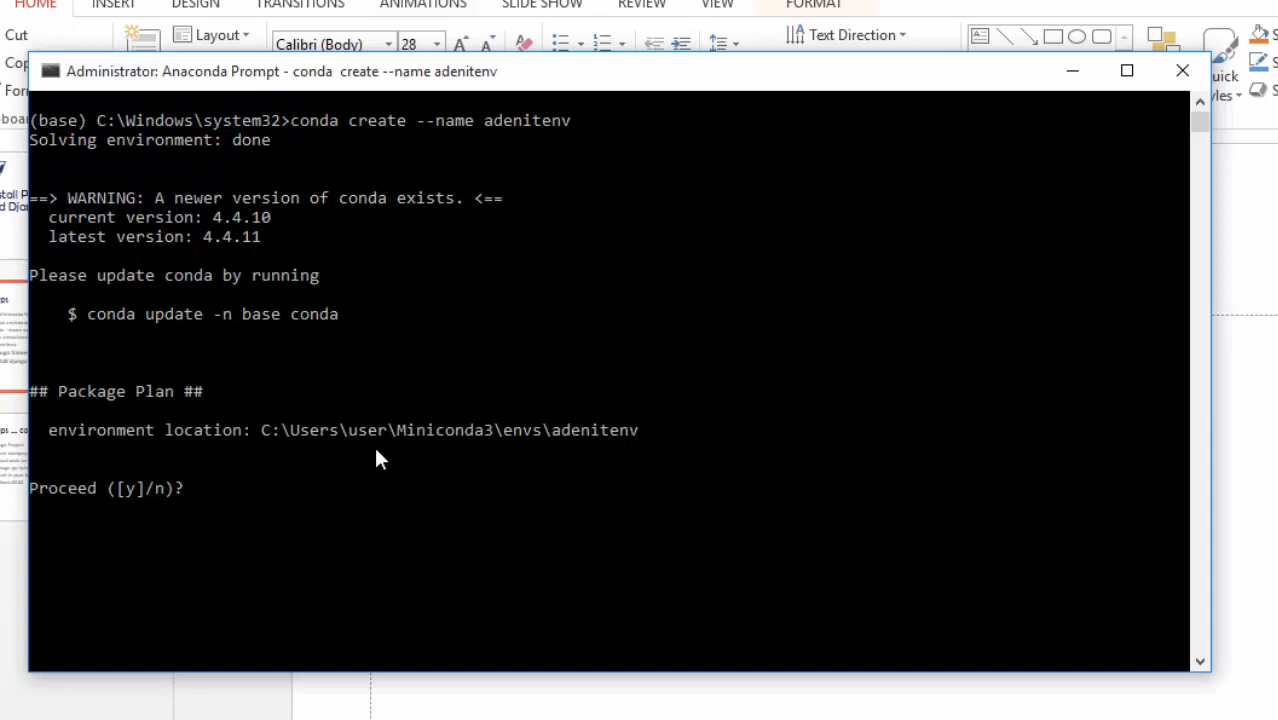 HOME INSERT DESIGN TRANSITIONS ANIMATIONS SLIDE SHOW REVIEW VIEW FORMAT
Cut
Layout
Calibri (Body) 28
Text Direction
Administrator: Anaconda Prompt - conda  create --name adenitenv
(base) C:\Windows\system32>conda create --name adenitenv
Solving environment: done
==> WARNING: A newer version of conda exists. <==
current version: 4.4.10
latest version: 4.4.11
Please update conda by running
$ conda update -n base conda
## Package Plan ##
environment location: C:\Users\user\Miniconda3\envs\adenitenv
Proceed ([y]/n)?